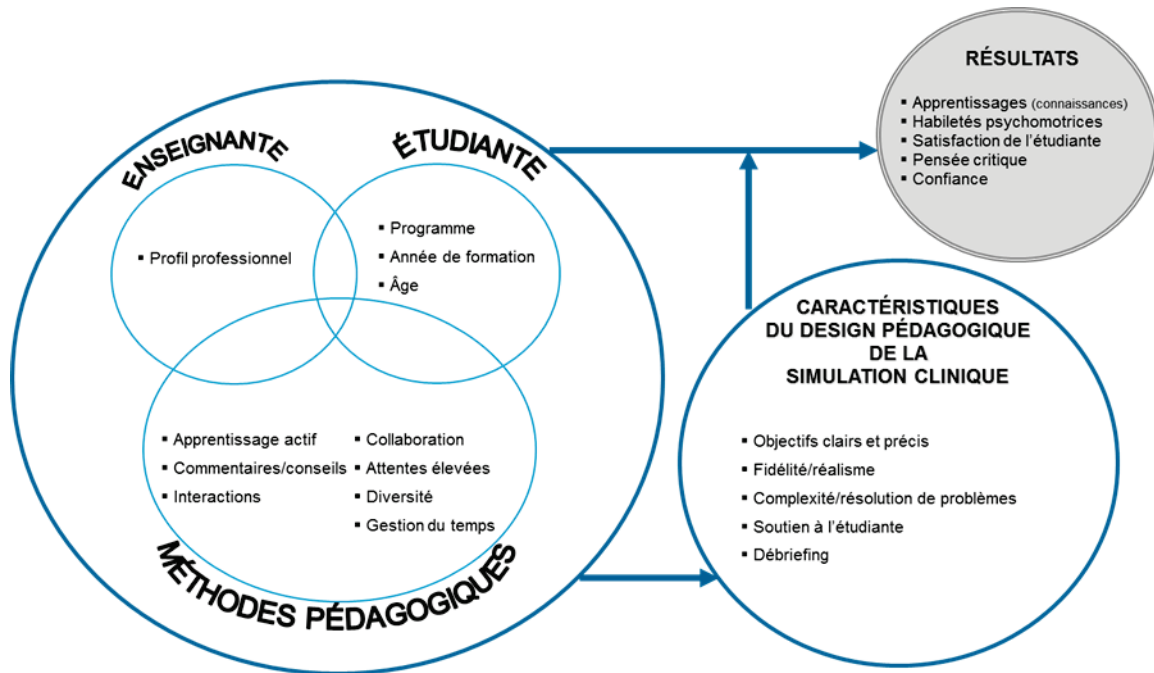 ENSEIGNANTE
▪ Profil professionnel
ÉTUDIANTE
▪ Programme
▪ Année de formation
▪ Âge
▪ Apprentissage actif
▪ Commentaires/conseils
▪ Interactions
▪ Collaboration
▪ Attentes élevées
▪ Diversité
▪ Gestion du temps
MÉTHODES PÉDAGOGIQUES
RÉSULTATS
▪ Apprentissages (connaissances)
▪ Habiletés psychomotrices
▪ Satisfaction de l’étudiante
▪ Pensée critique
▪ Confiance
CARACTÉRISTIQUES
DU DESIGN PÉDAGOGIQUE
DE LA
SIMULATION CLINIQUE
▪ Objectifs clairs et précis
▪ Fidélité/réalisme
▪ Complexité/résolution de problèmes
▪ Soutien à l’étudiante
▪ Débriefing